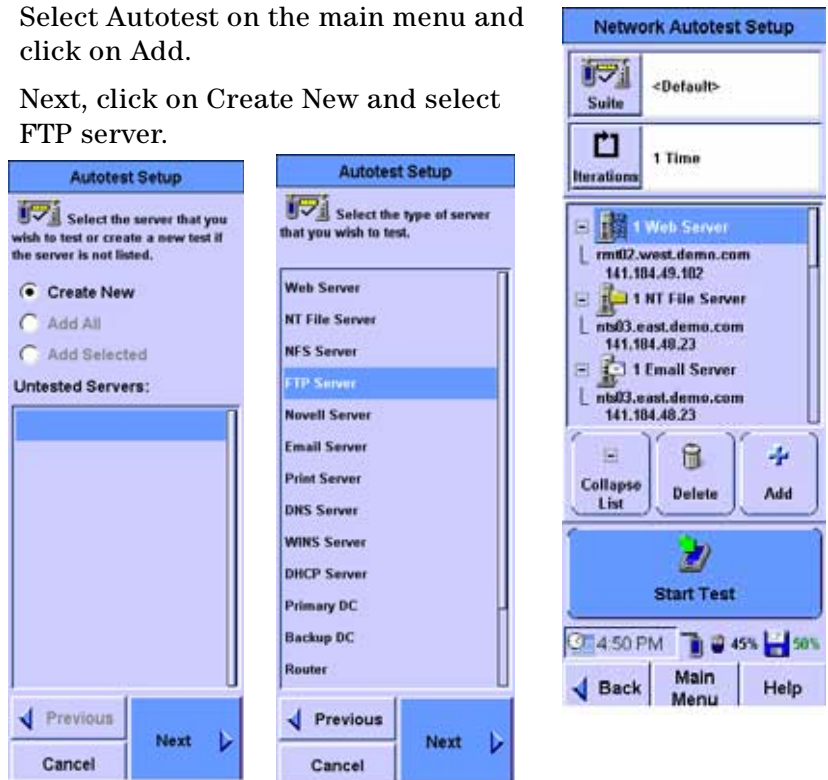 Select Autotest on the main menu and
click on Add.
Next, click on Create New and select
FTP server.
Autotest Setup
Select the server that you
wish to test or create a new test if
the server is not listed.
Create New
Add All
Add Selected
Untested Servers:
Previous
Next
Cancel
Autotest Setup
Select the type of server
that you wish to test.
Web Server
NT File Server
NFS Server
FTP Server
Novell Server
Email Server
Print Server
DNS Server
WINS Server
DHCP Server
Primary DC
Backup DC
Router
Previous
Next
Cancel
Network Autotest Setup
Suite
<Default>
Iterations
1 Time
1 Web Server
rmt02.west.demo.com
141.184.49.102
1 NT File Server
nts03.east.demo.com
141.184.48.23
1 Email Server
nts03.east.demo.com
141.184.48.23
Collapse
List
Delete
Add
Start Test
4:50 PM
45%
50%
Back
Main
Menu
Help